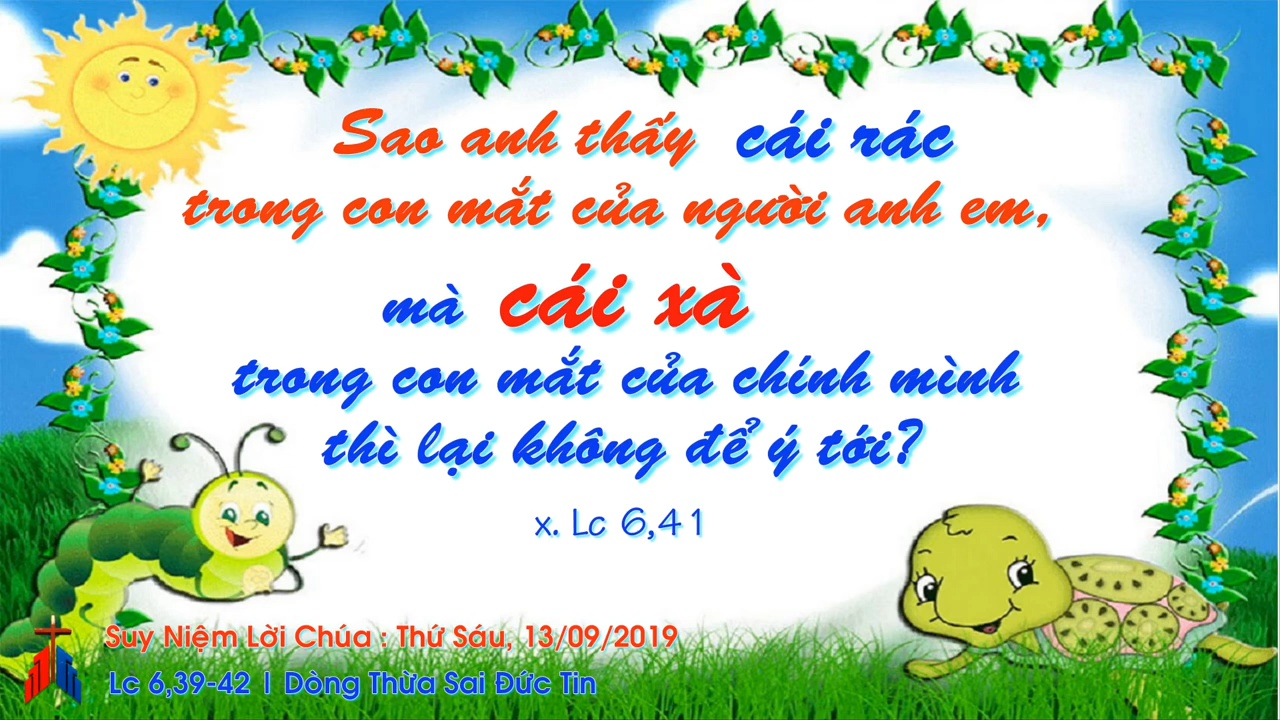 Sao anh thấy cái rác
trong con mắt của người anh em,
mà cái xà
trong con mắt của chính mình
thì lại không để ý tới?
x. Lc 6,41
Suy Niệm Lời Chúa : Thứ Sáu, 13/09/2019
Lc 6,39-42 | Dòng Thừa Sai Đức Tin